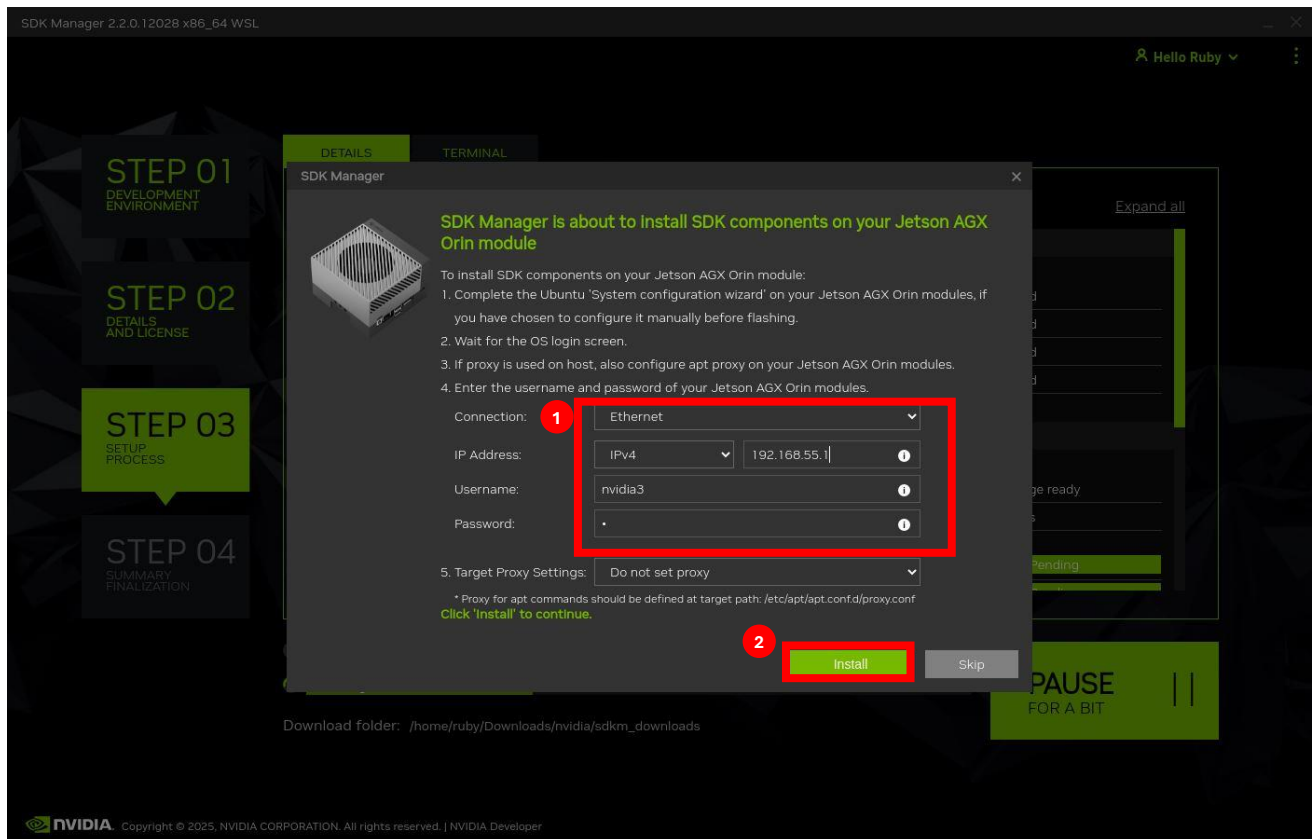 SDK Manager 2.2.0.12028 x86_64 WSL
Hello Ruby
STEP 01
DEVELOPMENT
ENVIRONMENT
STEP 02
DETAILS
AND LICENSE
STEP 03
SETUP
PROCESS
STEP 04
SUMMARY
FINALIZATION
DETAILS TERMINAL
Expand all
SDK Manager
SDK Manager is about to install SDK components on your Jetson AGX
Orin module
To install SDK components on your Jetson AGX Orin module:
1. Complete the Ubuntu 'System configuration wizard' on your Jetson AGX Orin modules, if
you have chosen to configure it manually before flashing.
2. Wait for the OS login screen.
3. If proxy is used on host, also configure apt proxy on your Jetson AGX Orin modules.
4. Enter the username and password of your Jetson AGX Orin modules.
1
Connection: Ethernet
IP Address: IPv4 192.168.55.1
Username: nvidia3
Password: •
5. Target Proxy Settings: Do not set proxy
* Proxy for apt commands should be defined at target path: /etc/apt/apt.conf.d/proxy.conf
Click 'Install' to continue.
2
Install Skip
ready
Pending
PAUSE
FOR A BIT
Download folder: /home/ruby/Downloads/nvidia/sdkm_downloads
NVIDIA. Copyright © 2025, NVIDIA CORPORATION. All rights reserved. | NVIDIA Developer